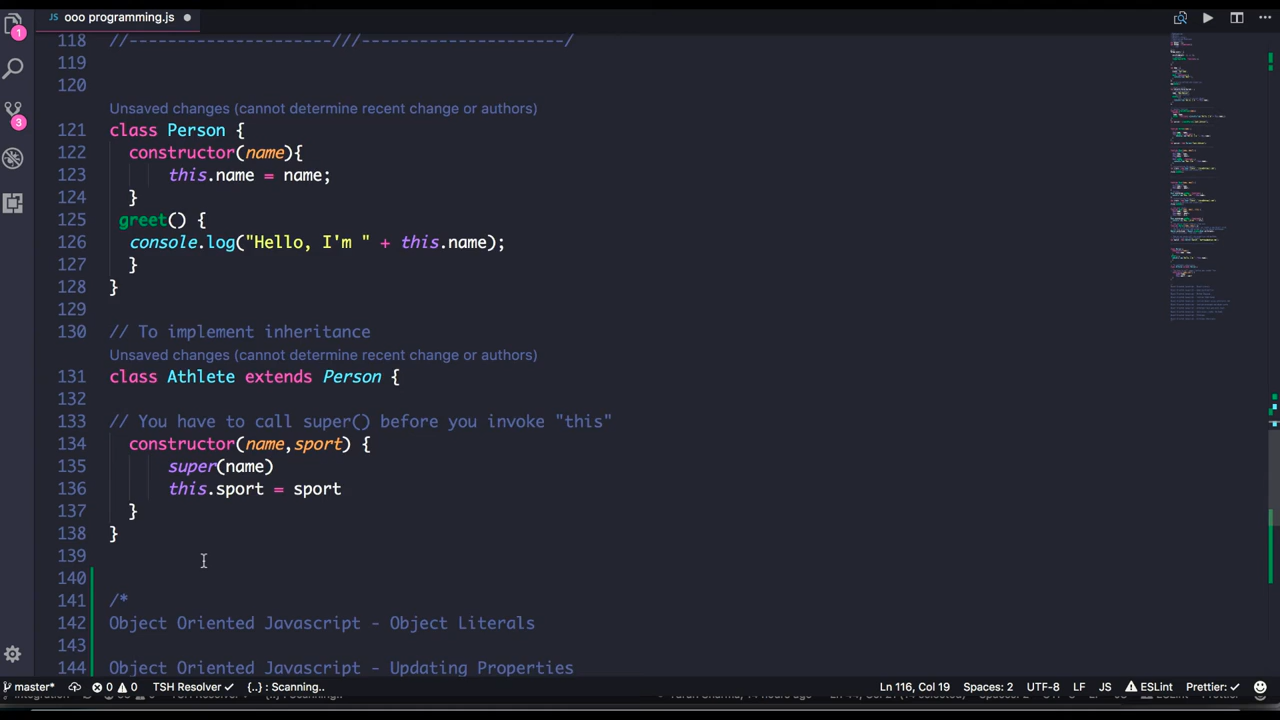 JS ooo programming.js
118 //---------------------///---------------------/
119
120
Unsaved changes (cannot determine recent change or authors)
121 class Person {
122 constructor(name){
123 this.name = name;
124 }
125 greet() {
126 console.log("Hello, I'm " + this.name);
127 }
128 }
129
130 // To implement inheritance
Unsaved changes (cannot determine recent change or authors)
131 class Athlete extends Person {
132
133 // You have to call super() before you invoke "this"
134 constructor(name,sport) {
135 super(name)
136 this.sport = sport
137 }
138 }
139
140
141 /*
142 Object Oriented Javascript - Object Literals
143
144 Object Oriented Javascript - Updating Properties
1
3
master* 0 0 TSH Resolver {..} : Scanning.. Ln 116, Col 19 Spaces: 2 UTF-8 LF JS ESLint Prettier: